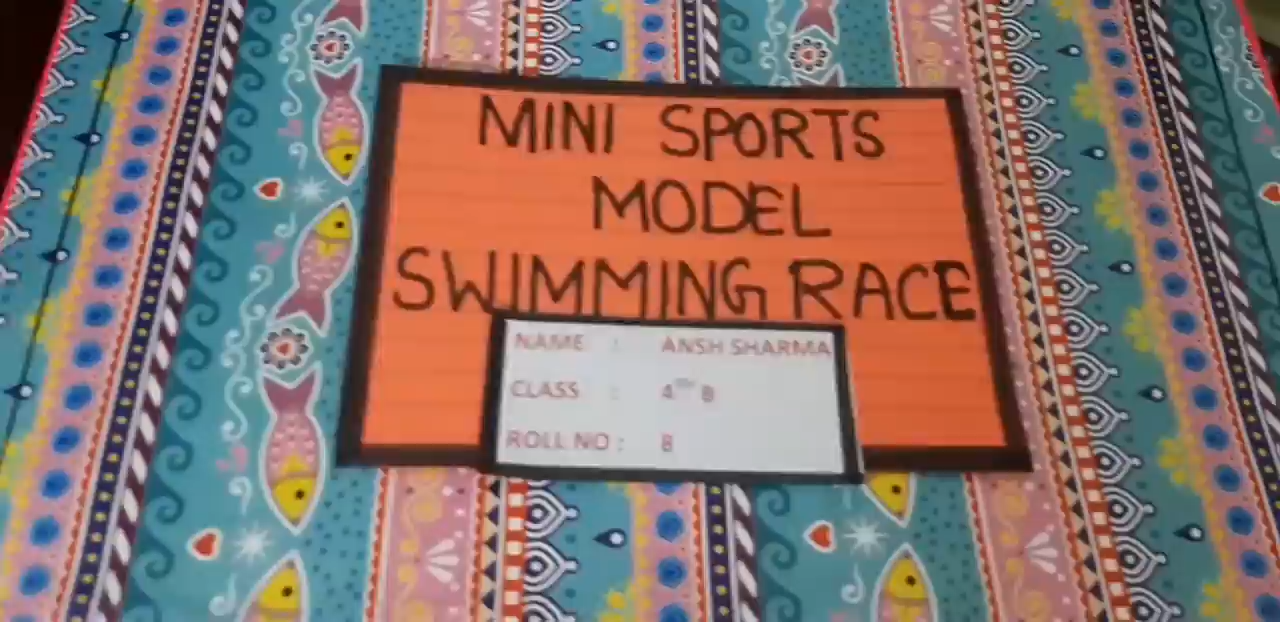 MINI SPORTS
MODEL
SWIMMING RACE
NAME : ANSH SHARMA
CLASS : 4TH B
ROLL NO : 8